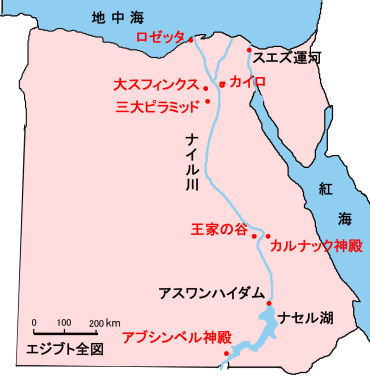 地中海
ロゼッタ
スエズ運河
大スフィンクス
カイロ
三大ピラミッド
ナイル川
紅海
王家の谷
カルナック神殿
アスワンハイダム
ナセル湖
0 100 200 km
アブシンベル神殿
エジプト全図